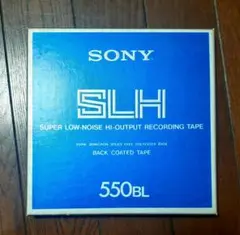 SONY
SLH
SUPER LOW-NOISE HI-OUTPUT RECORDING TAPE
BACK COATED TAPE
550BL